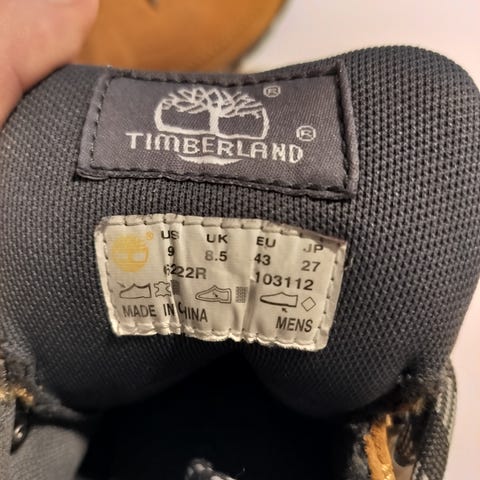 TIMBERLAND
US UK EU JP
9 8.5 43 27
6222R 103112
MADE IN CHINA MENS